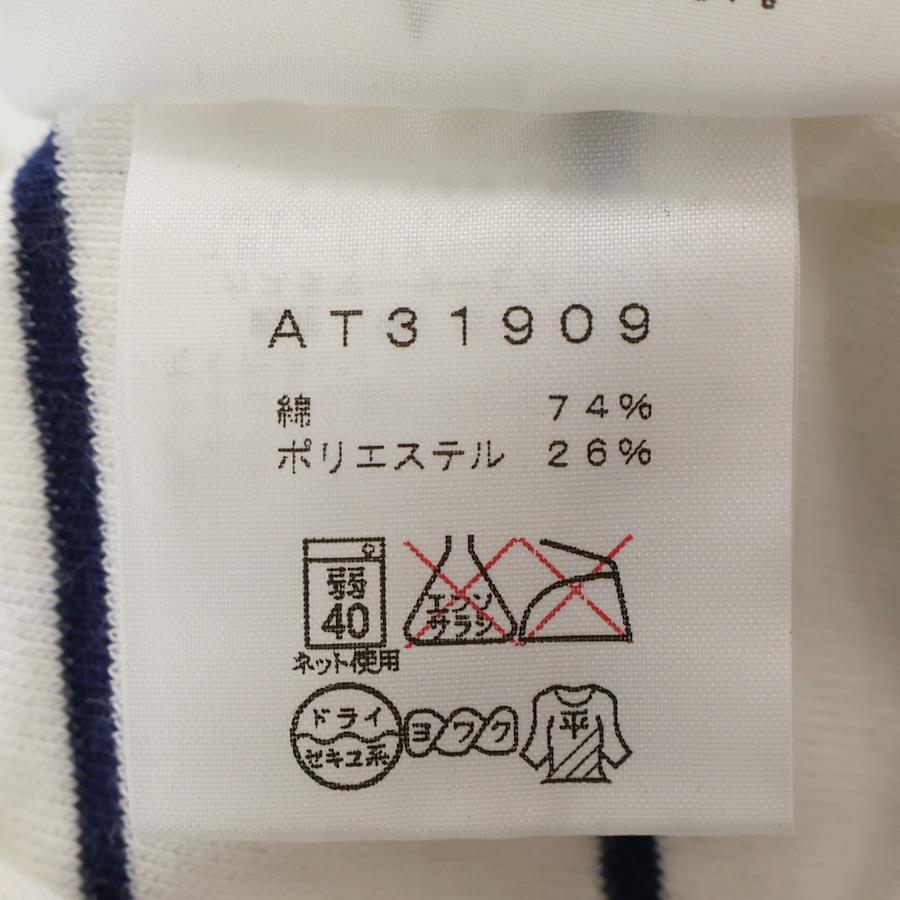 AT31909
綿 74%
ポリエステル 26%
弱
40
エンソ
サラシ
ネット使用
ドライ
セキユ系
ヨワク
平